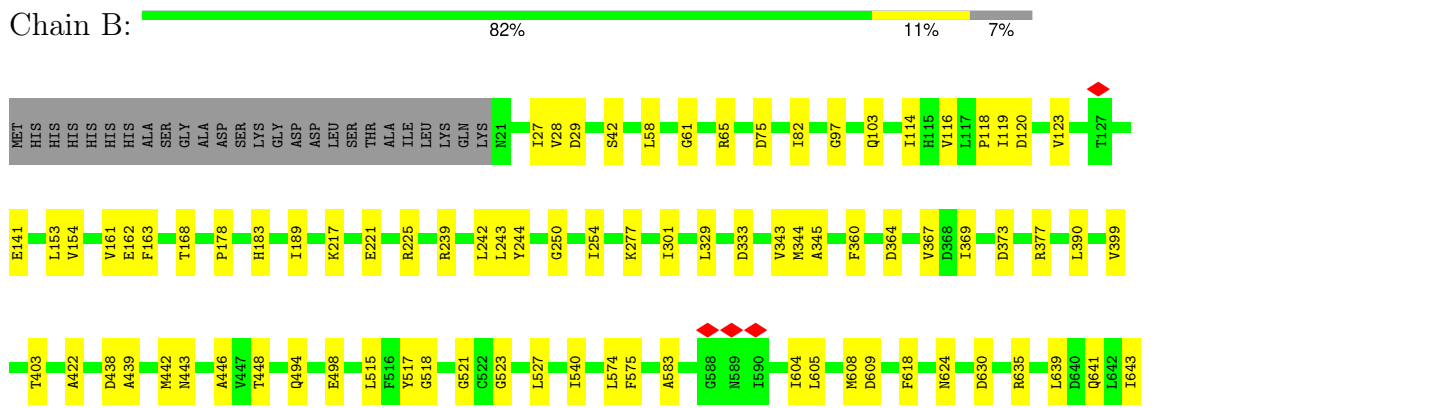 Chain B:
82% 11% 7%
MET HIS HIS HIS HIS HIS HIS ALA SER GLY ALA ASP SER LYS GLY ASP ASP LEU SER THR ALA ILE LEU LYS GLN LYS N21 I27 V28 D29 S42 L58 G61 R65 D75 I82 G97 Q103 I114 H115 V116 L117 P118 I119 D120 V123 T127
E141 L153 V154 V161 E162 F163 T168 P178 H183 I189 K217 E221 R225 R239 L242 L243 Y244 G250 I254 K277 I301 L329 D333 V343 M344 A345 F360 D364 V367 D368 I369 D373 R377 L390 V399
T403 A422 D438 A439 M442 N443 A446 V447 T448 Q494 E498 L515 F516 Y517 G518 G521 C522 G523 L527 I540 L574 F575 A583 G588 N589 I590 I604 L605 M608 D609 F618 N624 D630 R635 L639 D640 Q641 L642 I643